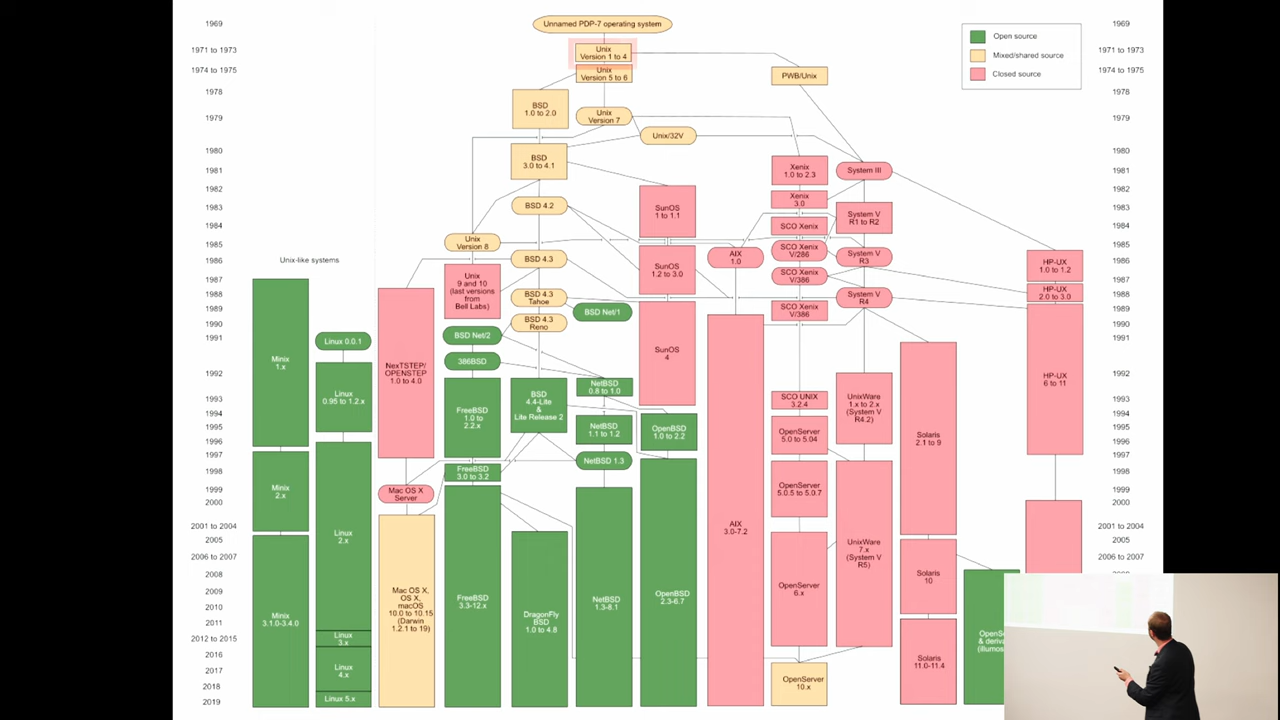 1969
Unnamed PDP-7 operating system
1969
Open source
Mixed/shared source
Closed source
1971 to 1973
Unix
Version 1 to 4
1971 to 1973
1974 to 1975
Unix
Version 5 to 6
PWB/Unix
1974 to 1975
1978
BSD
1.0 to 2.0
1978
1979
Unix
Version 7
1979
Unix/32V
1980
BSD
3.0 to 4.1
1980
1981
Xenix
1.0 to 2.3
System III
1981
1982
1982
1983
BSD 4.2
SunOS
1 to 1.1
Xenix
3.0
System V
R1 to R2
1983
1984
SCO Xenix
1984
1985
Unix
Version 8
SCO Xenix
V/286
1985
Unix-like systems
1986
BSD 4.3
AIX
1.0
System V
R3
HP-UX
1.0 to 1.2
1986
1987
Unix
9 and 10
(last versions
from
Bell Labs)
SunOS
1.2 to 3.0
SCO Xenix
V/386
1987
1988
BSD 4.3
Tahoe
System V
R4
HP-UX
2.0 to 3.0
1988
1989
BSD Net/1
SCO Xenix
V/386
1989
1990
BSD 4.3
Reno
1990
1991
Linux 0.0.1
BSD Net/2
1991
Minix
1.x
NexTSTEP/
OPENSTEP
1.0 to 4.0
386BSD
SunOS
4
1992
HP-UX
6 to 11
1992
Linux
0.95 to 1.2.x
NetBSD
0.8 to 1.0
1993
BSD
4.4-Lite
&
Lite Release 2
SCO UNIX
3.2.4
UnixWare
1.x to 2.x
(System V
R4.2)
1993
1994
FreeBSD
1.0 to
2.2.x
1994
1995
NetBSD
1.1 to 1.2
OpenBSD
1.0 to 2.2
OpenServer
5.0 to 5.04
Solaris
2.1 to 9
1995
1996
1996
1997
NetBSD 1.3
1997
1998
FreeBSD
3.0 to 3.2
1998
1999
Minix
2.x
Mac OS X
Server
OpenServer
5.0.5 to 5.0.7
1999
2000
2000
2001 to 2004
Linux
2.x
AIX
3.0-7.2
2001 to 2004
2005
2005
2006 to 2007
UnixWare
7.x
(System V
R5)
2006 to 2007
2008
Solaris
10
2009
Mac OS X,
OS X,
macOS
10.0 to 10.15
(Darwin
1.2.1 to 19)
FreeBSD
3.3-12.x
NetBSD
1.3-8.1
OpenBSD
2.3-6.7
OpenServer
6.x
2010
2011
Minix
3.1.0-3.4.0
DragonFly
BSD
1.0 to 4.8
2012 to 2015
Linux
3.x
2016
Linux
4.x
Solaris
11.0-11.4
2017
OpenServer
10.x
2018
2019
Linux 5.x